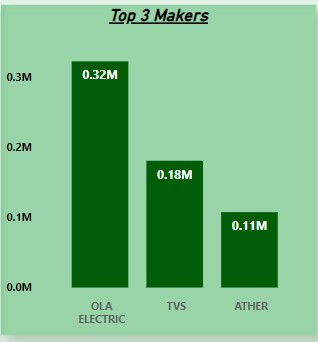 Top 3 Makers
0.3M
0.2M
0.1M
0.0M
0.32M
0.18M
0.11M
OLA
ELECTRIC
TVS
ATHER